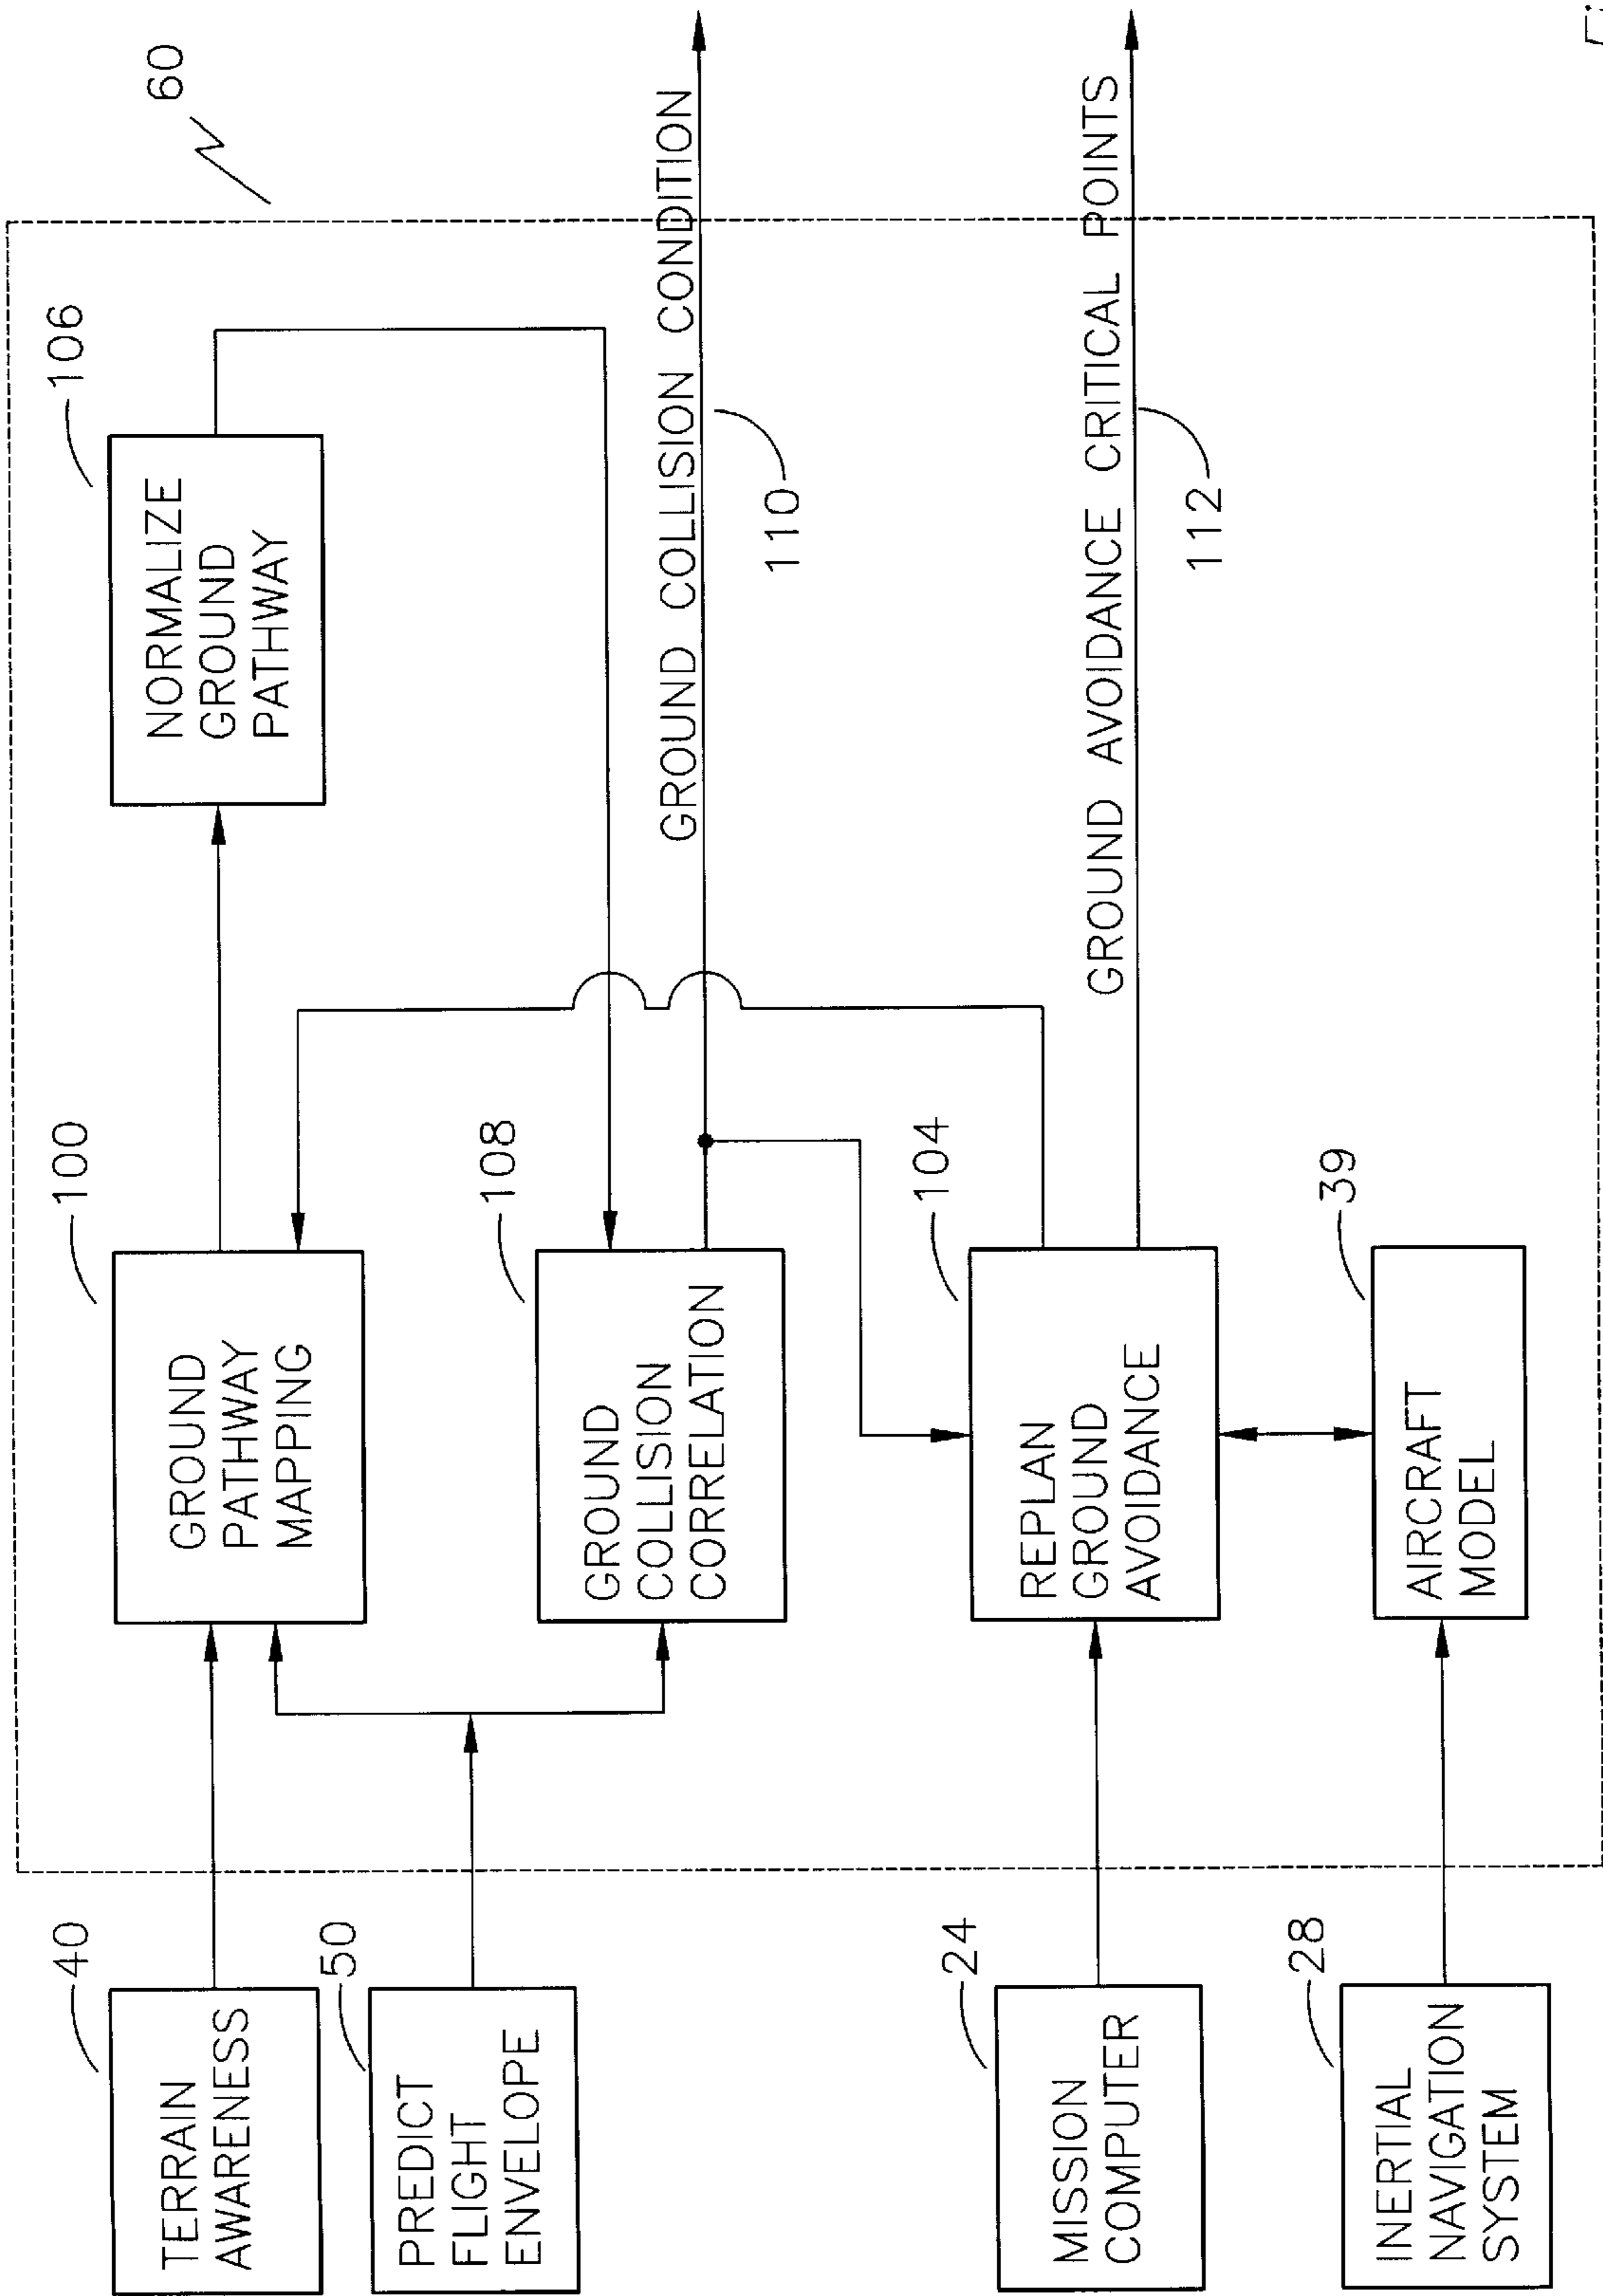 40
TERRAIN
AWARENESS
50
PREDICT
FLIGHT
ENVELOPE
24
MISSION
COMPUTER
28
INERTIAL
NAVIGATION
SYSTEM
100
GROUND
PATHWAY
MAPPING
108
GROUND
COLLISION
CORRELATION
104
REPLAN
GROUND
AVOIDANCE
39
AIRCRAFT
MODEL
106
NORMALIZE
GROUND
PATHWAY
60
GROUND COLLISION CONDITION
110
GROUND AVOIDANCE CRITICAL POINTS
112